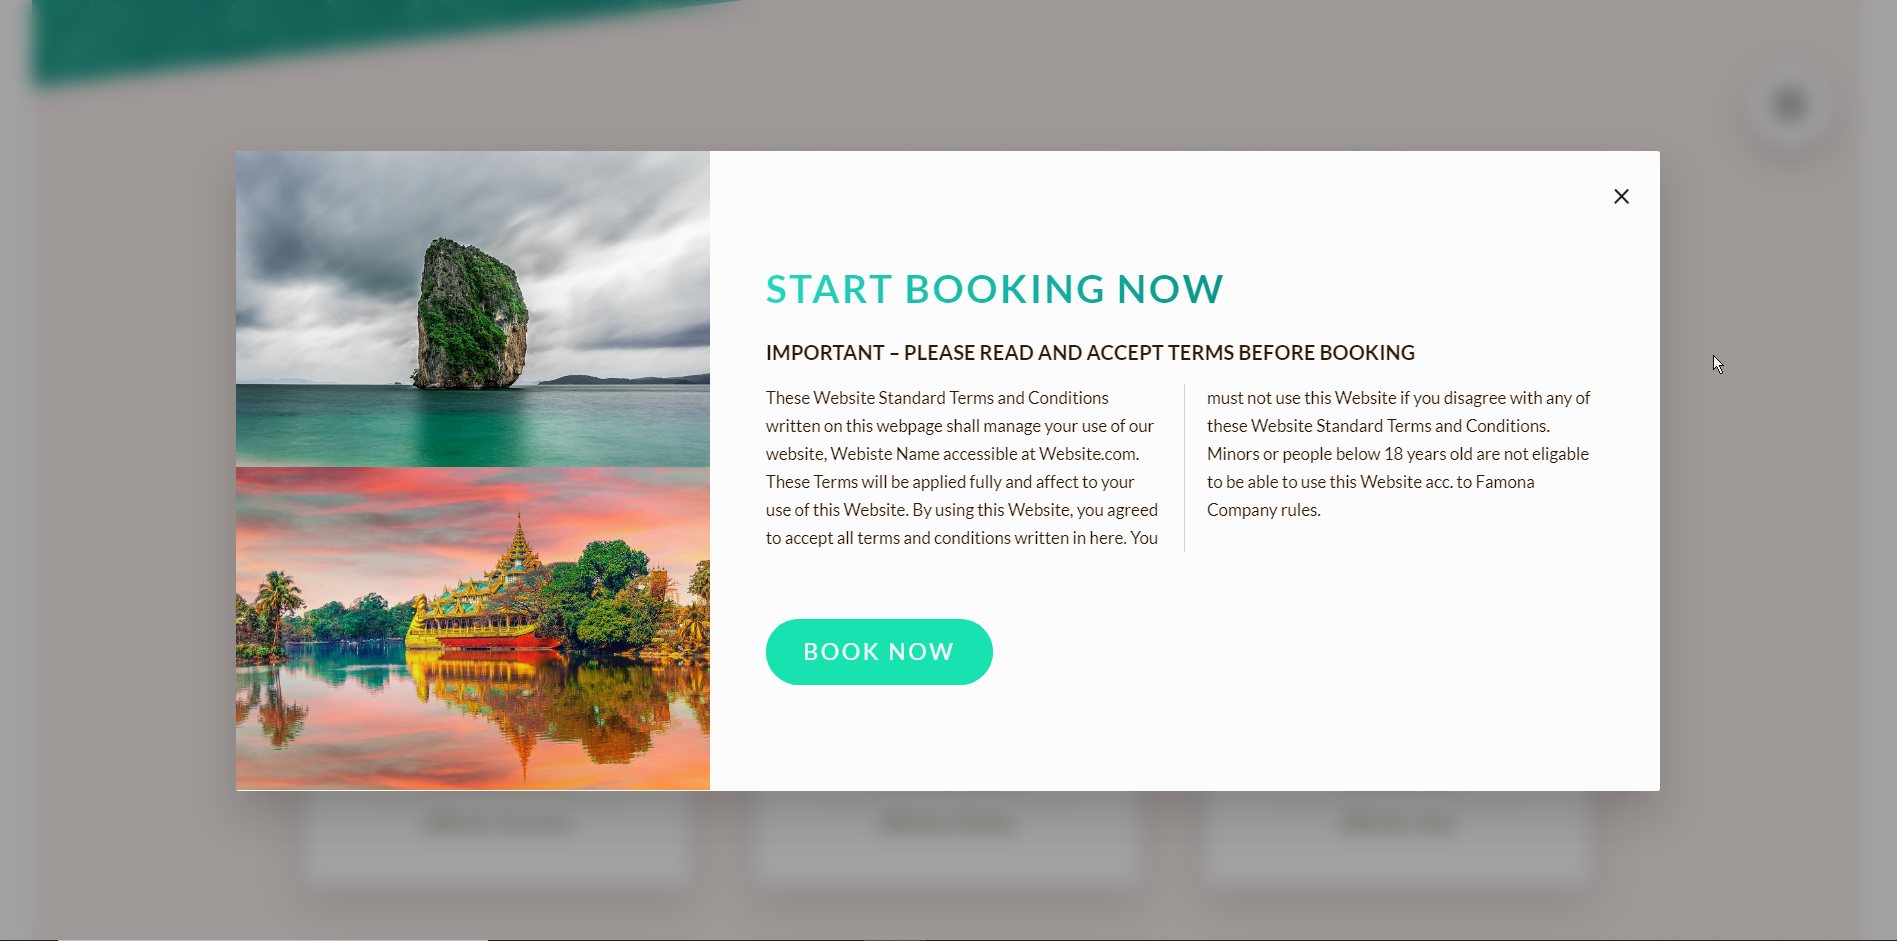 START BOOKING NOW
IMPORTANT – PLEASE READ AND ACCEPT TERMS BEFORE BOOKING
These Website Standard Terms and Conditions
written on this webpage shall manage your use of our
website, Webiste Name accessible at Website.com.
These Terms will be applied fully and affect to your
use of this Website. By using this Website, you agreed
to accept all terms and conditions written in here. You
must not use this Website if you disagree with any of
these Website Standard Terms and Conditions.
Minors or people below 18 years old are not eligable
to be able to use this Website acc. to Famona
Company rules.
BOOK NOW